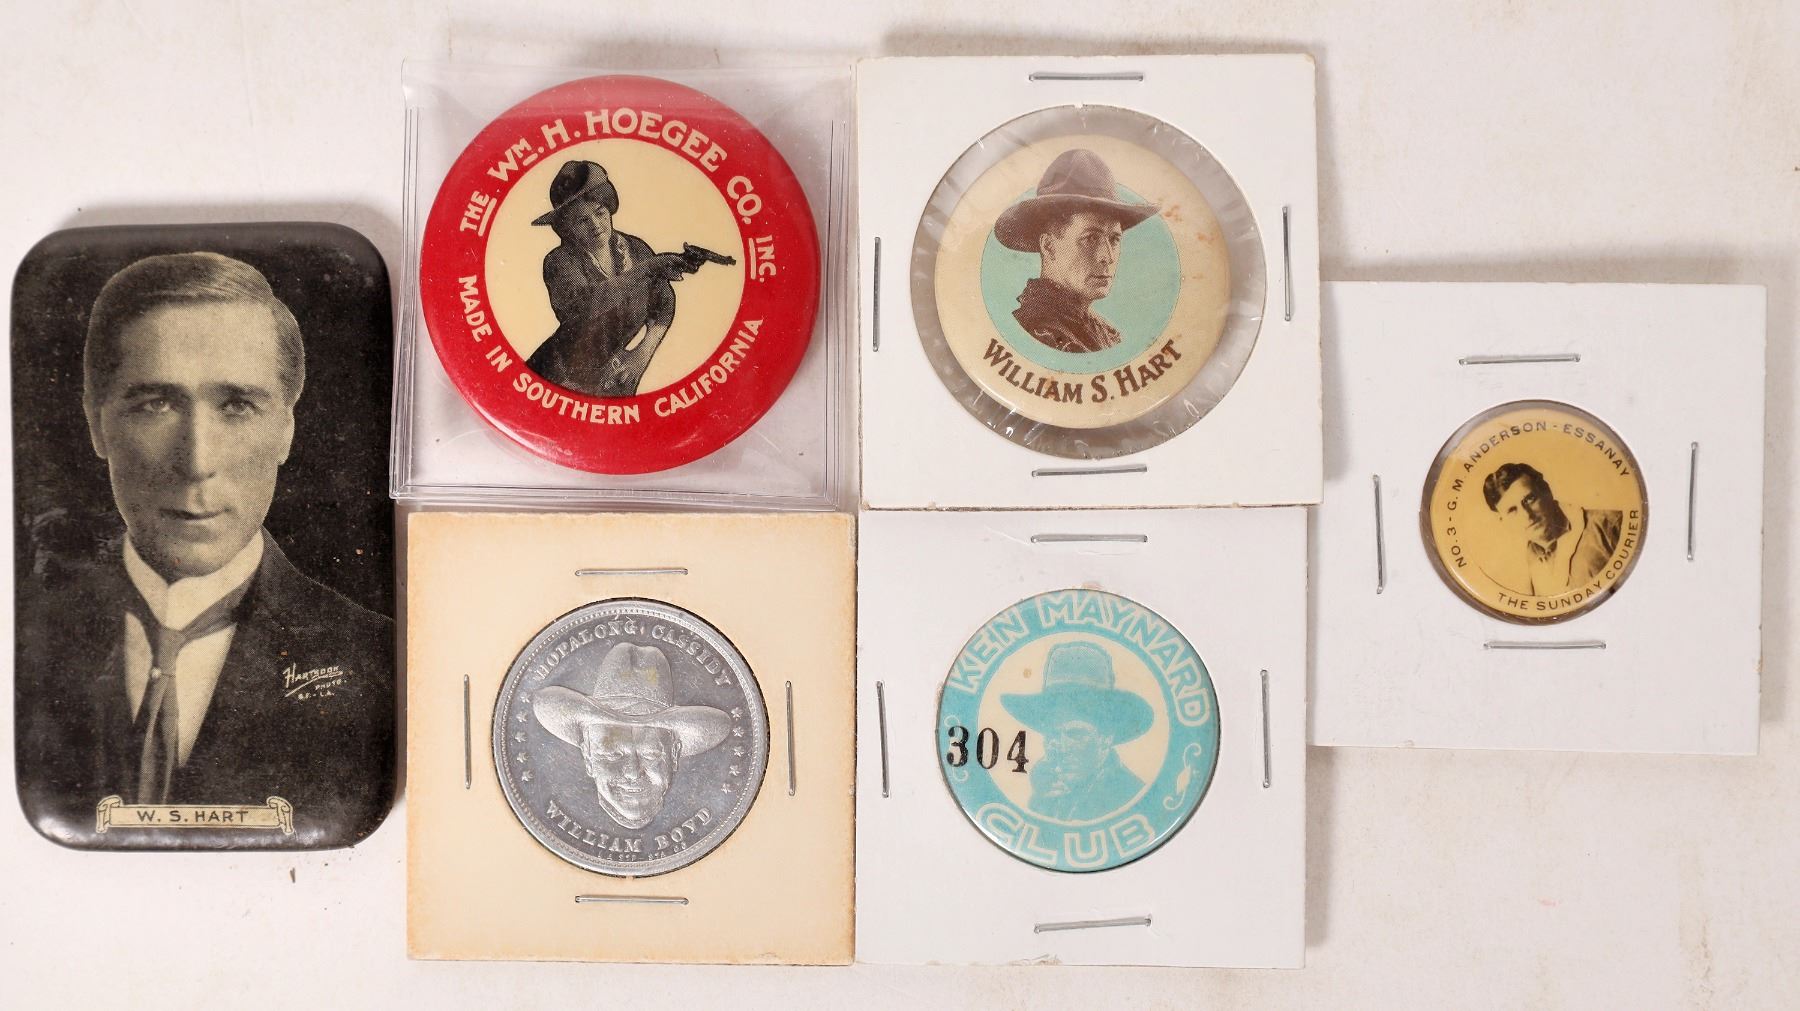 THE WM. H. HOEGEE CO. INC.
MADE IN SOUTHERN CALIFORNIA
WILLIAM S. HART
NO. 3 - G. M. ANDERSON - ESSANAY
THE SUNDAY COURIER
HARTSOOK
PHOTO.
S.F. - L.A.
W. S. HART
HOPALONG CASSIDY
WILLIAM BOYD
KEN MAYNARD
304
CLUB